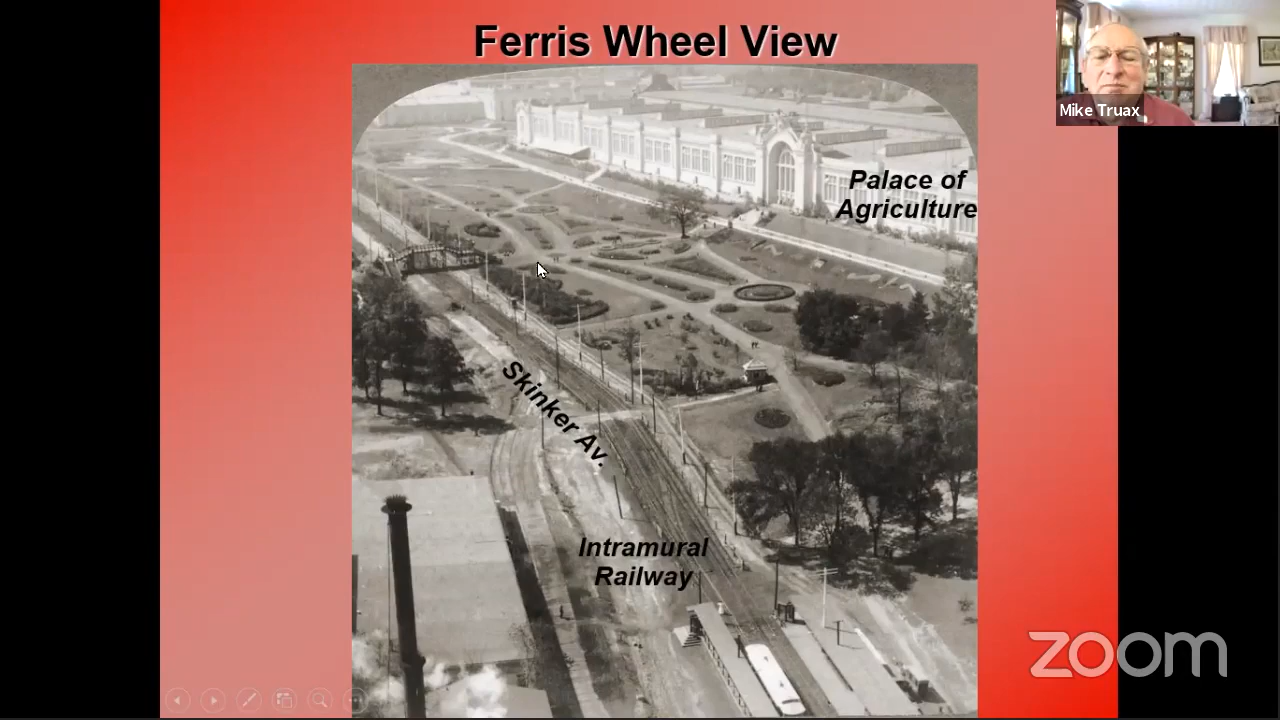 Ferris Wheel View
Mike Truax
Palace of
Agriculture
Skinker Av.
Intramural
Railway
zoom